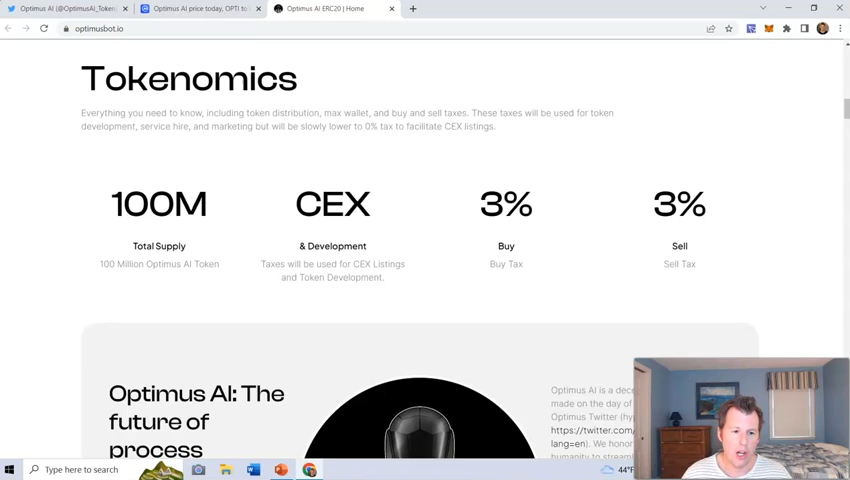 Optimus AI (@OptimusAi_Token
Optimus AI price today, OPTI to
Optimus AI ERC20 | Home
optimusbot.io
Tokenomics
Everything you need to know, including token distribution, max wallet, and buy and sell taxes. These taxes will be used for token
development, service hire, and marketing but will be slowly lower to 0% tax to facilitate CEX listings.
100M
CEX
3%
3%
Total Supply
& Development
Buy
Sell
100 Million Optimus AI Token
Taxes will be used for CEX Listings
and Token Development.
Buy Tax
Sell Tax
Optimus AI: The
future of
process
Optimus AI is a dece
made on the day of
Optimus Twitter (hy
https://twitter.com/
lang=en). We honor
humanity to streaml
Type here to search
44°F